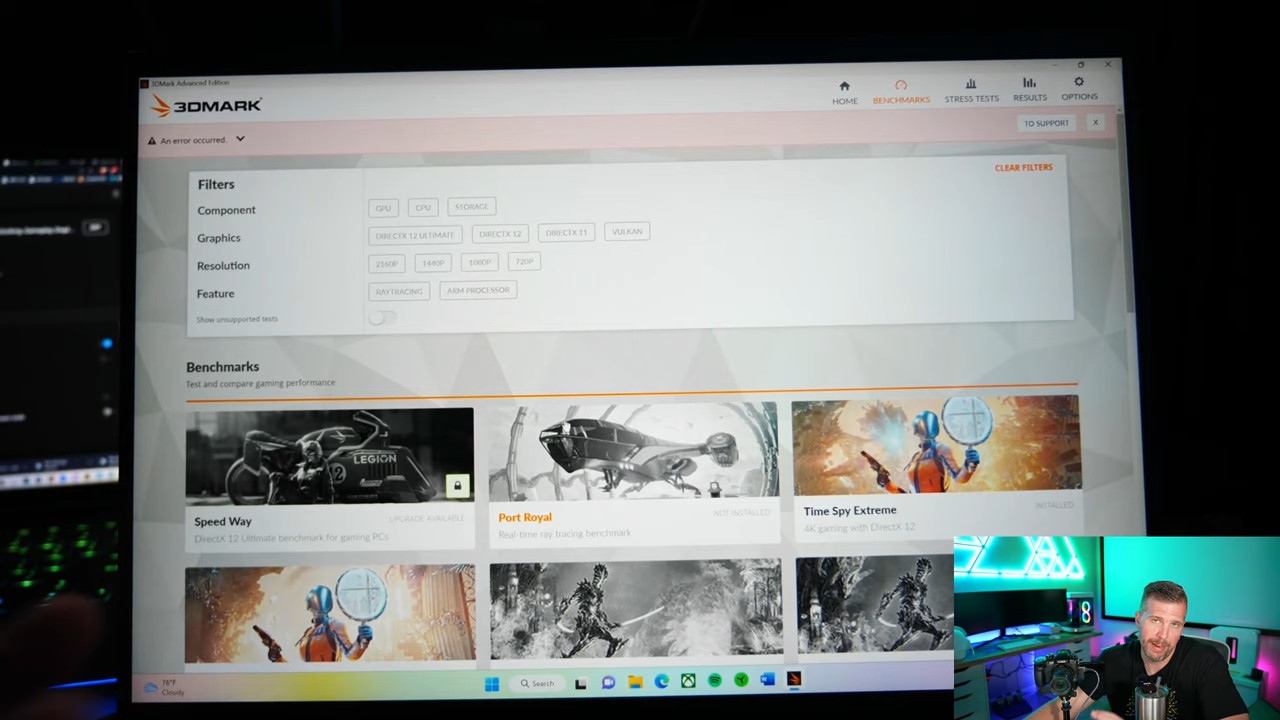 3DMark Advanced Edition
3DMARK
HOME
BENCHMARKS
STRESS TESTS
RESULTS
OPTIONS
An error occurred.
TO SUPPORT
X
Filters
CLEAR FILTERS
Component
GPU
CPU
STORAGE
Graphics
DIRECTX 12 ULTIMATE
DIRECTX 12
DIRECTX 11
VULKAN
Resolution
2160P
1440P
1080P
720P
Feature
RAYTRACING
ARM PROCESSOR
Show unsupported tests
Benchmarks
Test and compare gaming performance
LEGION
Speed Way
UPGRADE AVAILABLE
DirectX 12 Ultimate benchmark for gaming PCs
Port Royal
NOT INSTALLED
Real-time ray tracing benchmark
Time Spy Extreme
INSTALLED
4K gaming with DirectX 12
76°F
Cloudy
Search